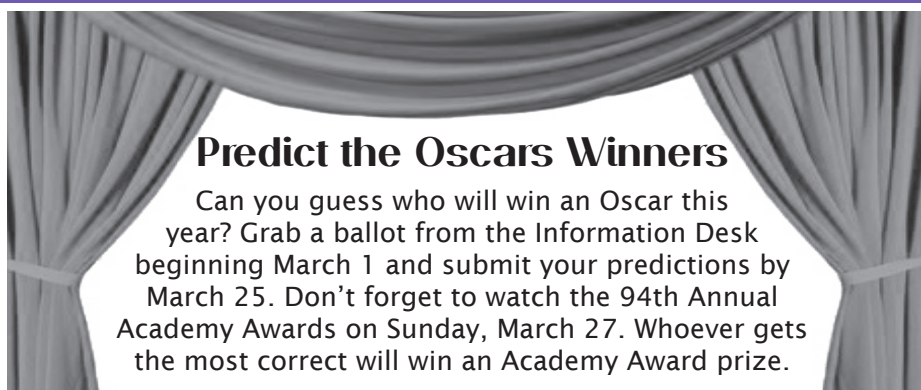 Predict the Oscars Winners
Can you guess who will win an Oscar this
year? Grab a ballot from the Information Desk
beginning March 1 and submit your predictions by
March 25. Don’t forget to watch the 94th Annual
Academy Awards on Sunday, March 27. Whoever gets
the most correct will win an Academy Award prize.